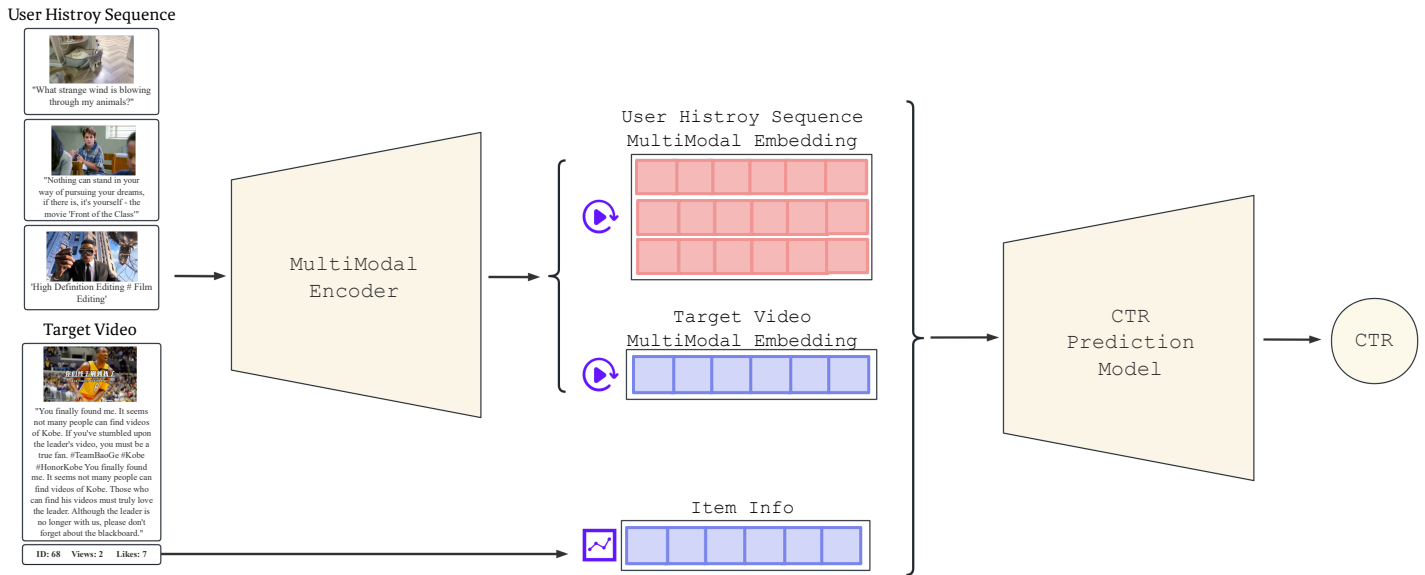 User Histroy Sequence
"What strange wind is blowing
through my animals?"
"Nothing can stand in your
way of pursuing your dreams,
if there is, it's yourself - the
movie 'Front of the Class'"
'High Definition Editing # Film
Editing'
Target Video
"You finally found me. It seems
not many people can find videos
of Kobe. If you've stumbled upon
the leader's video, you must be a
true fan. #TeamBaoGe #Kobe
#HonorKobe You finally found
me. It seems not many people can
find videos of Kobe. Those who
can find his videos must truly love
the leader. Although the leader is
no longer with us, please don't
forget about the blackboard."
ID: 68 Views: 2 Likes: 7
MultiModal
Encoder
User Histroy Sequence
MultiModal Embedding
Target Video
MultiModal Embedding
Item Info
CTR
Prediction
Model
CTR